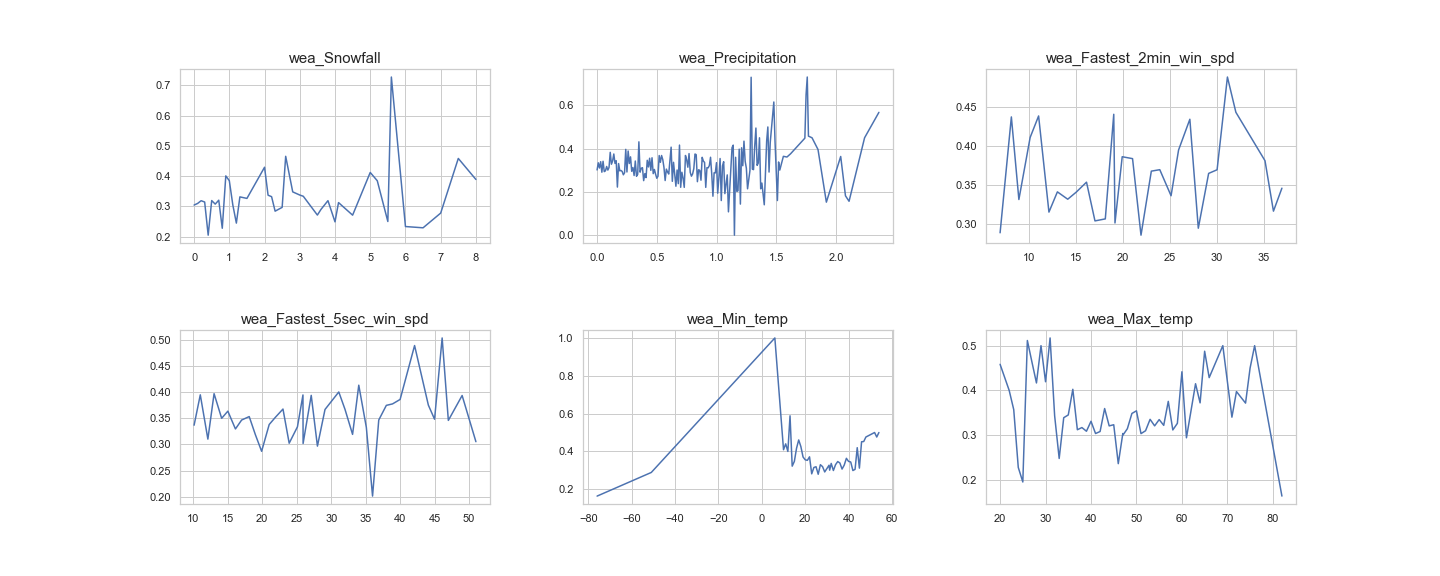 wea_Snowfall
0.7
0.6
0.5
0.4
0.3
0.2
0 1 2 3 4 5 6 7 8
wea_Precipitation
0.6
0.4
0.2
0.0
0.0 0.5 1.0 1.5 2.0
wea_Fastest_2min_win_spd
0.45
0.40
0.35
0.30
10 15 20 25 30 35
wea_Fastest_5sec_win_spd
0.50
0.45
0.40
0.35
0.30
0.25
0.20
10 15 20 25 30 35 40 45 50
wea_Min_temp
1.0
0.8
0.6
0.4
0.2
−80 −60 −40 −20 0 20 40 60
wea_Max_temp
0.5
0.4
0.3
0.2
20 30 40 50 60 70 80